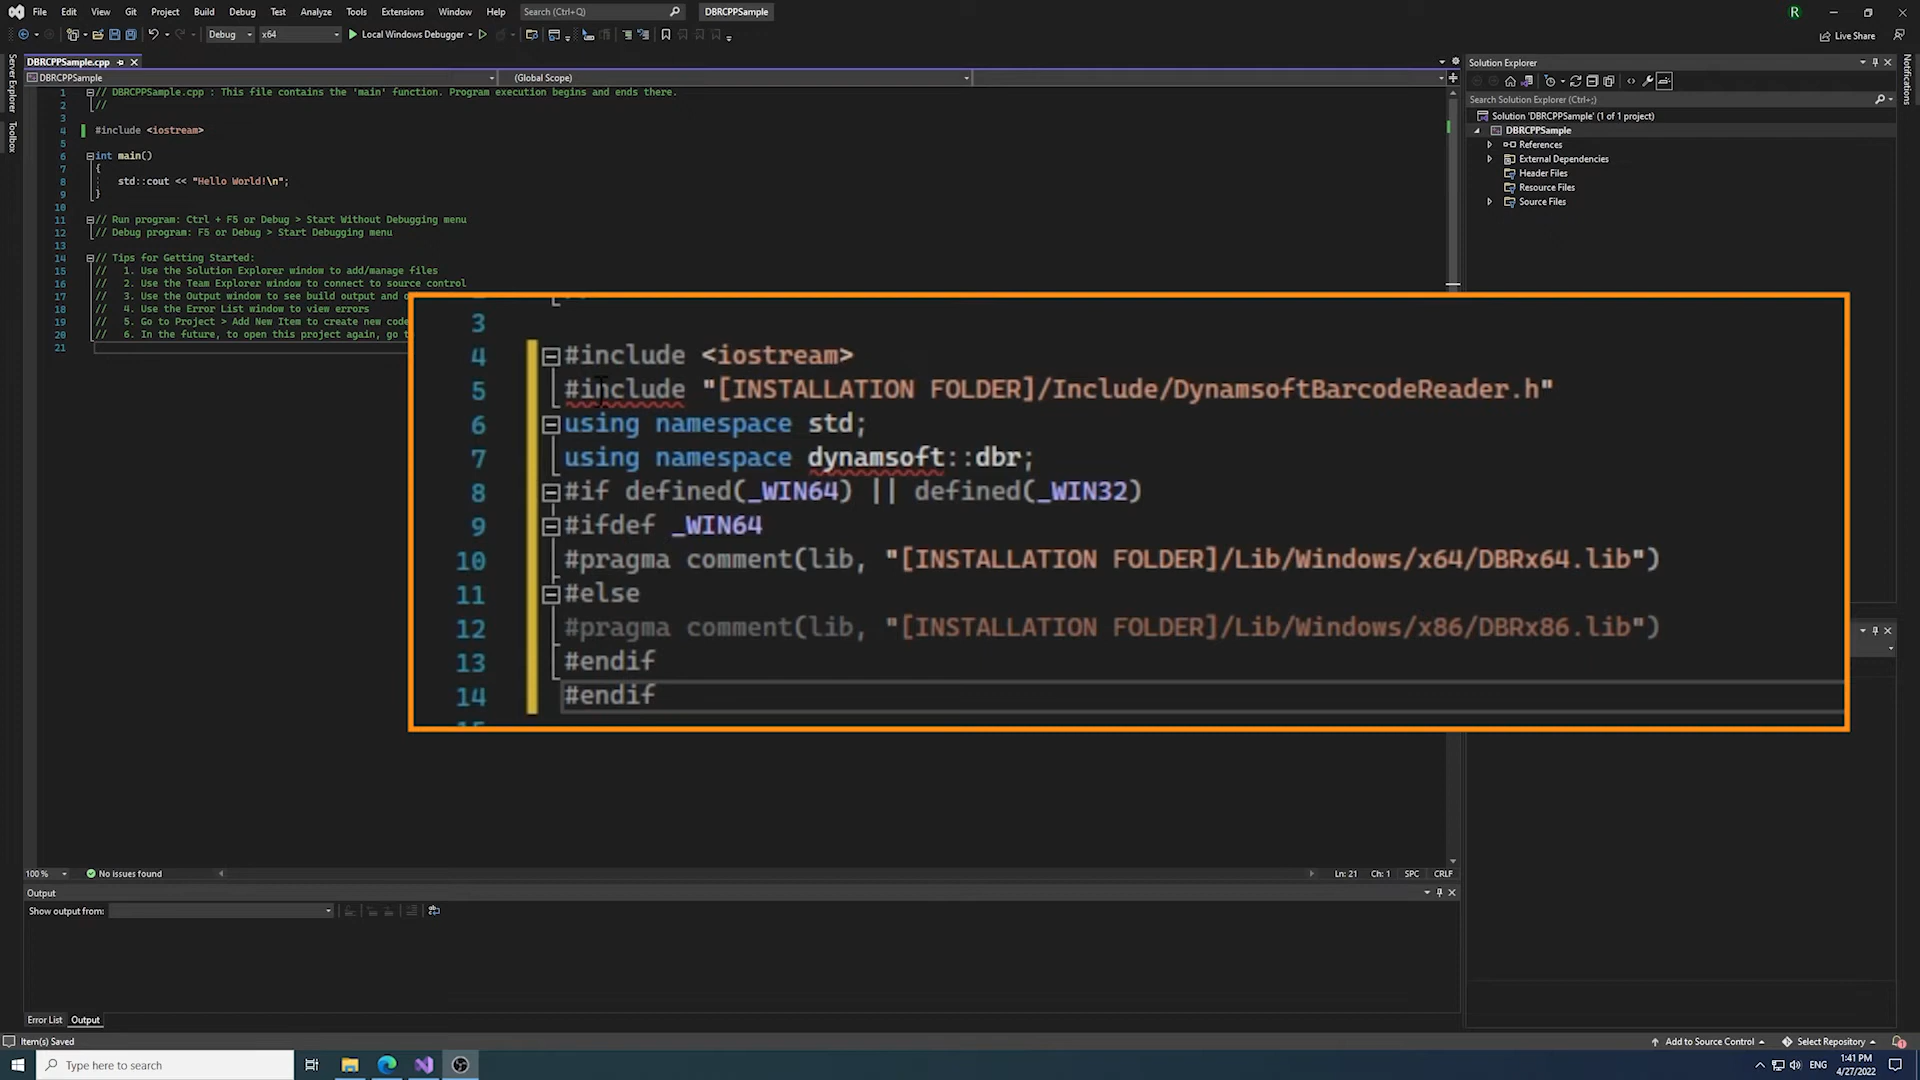 File Edit View Git Project Build Debug Test Analyze Tools Extensions Window Help Search (Ctrl+Q) DBRCPPSample R
Debug x64 Local Windows Debugger Live Share
Server Explorer
Toolbox
DBRCPPSample.cpp
DBRCPPSample (Global Scope)
1 // DBRCPPSample.cpp : This file contains the 'main' function. Program execution begins and ends there.
2 //
3
4 #include <iostream>
5
6 int main()
7 {
8 std::cout << "Hello World!\n";
9 }
10
11 // Run program: Ctrl + F5 or Debug > Start Without Debugging menu
12 // Debug program: F5 or Debug > Start Debugging menu
13
14 // Tips for Getting Started:
15 // 1. Use the Solution Explorer window to add/manage files
16 // 2. Use the Team Explorer window to connect to source control
17 // 3. Use the Output window to see build output and
18 // 4. Use the Error List window to view errors
19 // 5. Go to Project > Add New Item to create new code
20 // 6. In the future, to open this project again, go
21
3
4 #include <iostream>
5 #include "[INSTALLATION FOLDER]/Include/DynamsoftBarcodeReader.h"
6 using namespace std;
7 using namespace dynamsoft::dbr;
8 #if defined(_WIN64) || defined(_WIN32)
9 #ifdef _WIN64
10 #pragma comment(lib, "[INSTALLATION FOLDER]/Lib/Windows/x64/DBRx64.lib")
11 #else
12 #pragma comment(lib, "[INSTALLATION FOLDER]/Lib/Windows/x86/DBRx86.lib")
13 #endif
14 #endif
Solution Explorer
Search Solution Explorer (Ctrl+;)
Solution 'DBRCPPSample' (1 of 1 project)
DBRCPPSample
References
External Dependencies
Header Files
Resource Files
Source Files
Notifications
100 % No issues found Ln: 21 Ch: 1 SPC CRLF
Output
Show output from:
Error List Output
Item(s) Saved Add to Source Control Select Repository
Type here to search ENG 1:41 PM
4/27/2022